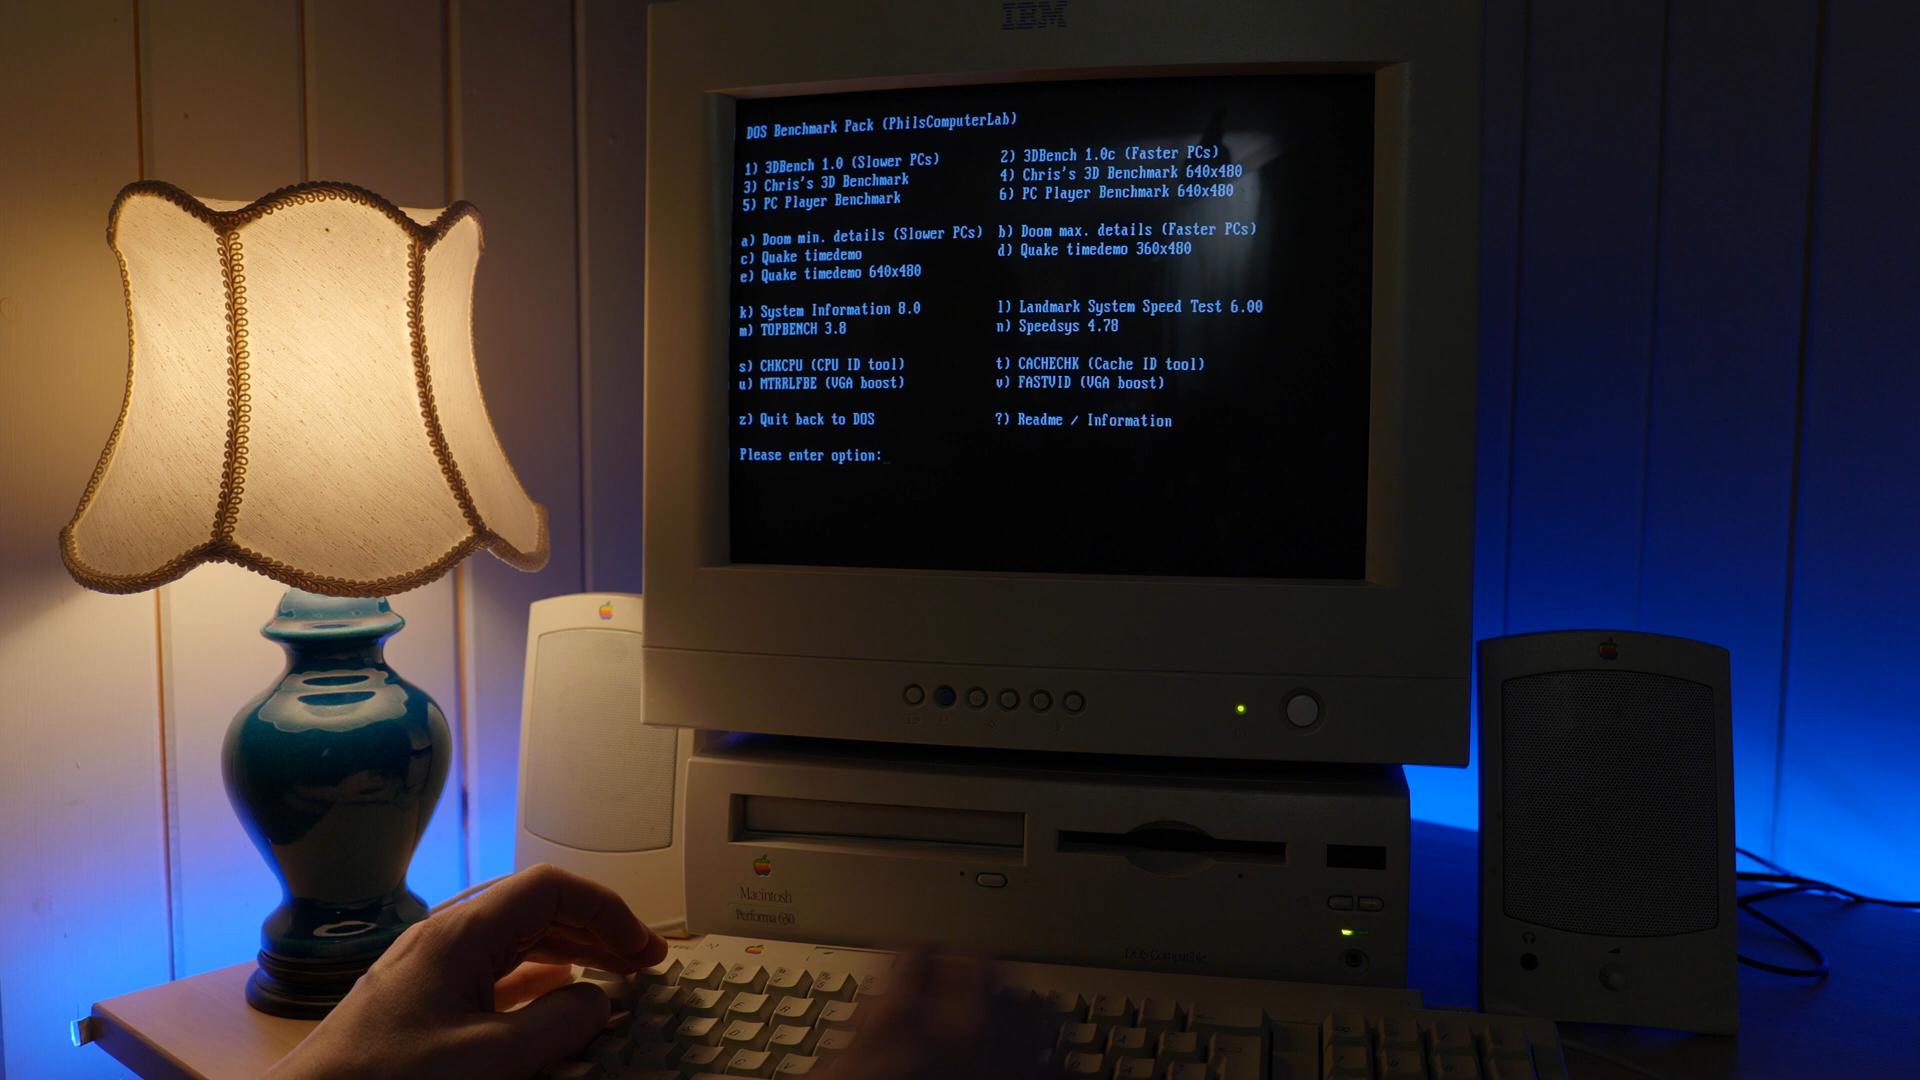 IBM
DOS Benchmark Pack (PhilsComputerLab)
1) 3DBench 1.0 (Slower PCs) 2) 3DBench 1.0c (Faster PCs)
3) Chris's 3D Benchmark 4) Chris's 3D Benchmark 640x480
5) PC Player Benchmark 6) PC Player Benchmark 640x480
a) Doom min. details (Slower PCs) b) Doom max. details (Faster PCs)
c) Quake timedemo d) Quake timedemo 360x480
e) Quake timedemo 640x480
k) System Information 8.0 l) Landmark System Speed Test 6.00
m) TOPBENCH 3.8 n) Speedsys 4.78
s) CHKCPU (CPU ID tool) t) CACHECHK (Cache ID tool)
u) MTRRLFBE (VGA boost) v) FASTVID (VGA boost)
z) Quit back to DOS ?) Readme / Information
Please enter option:_
Macintosh
Performa 630
DOS Compatible